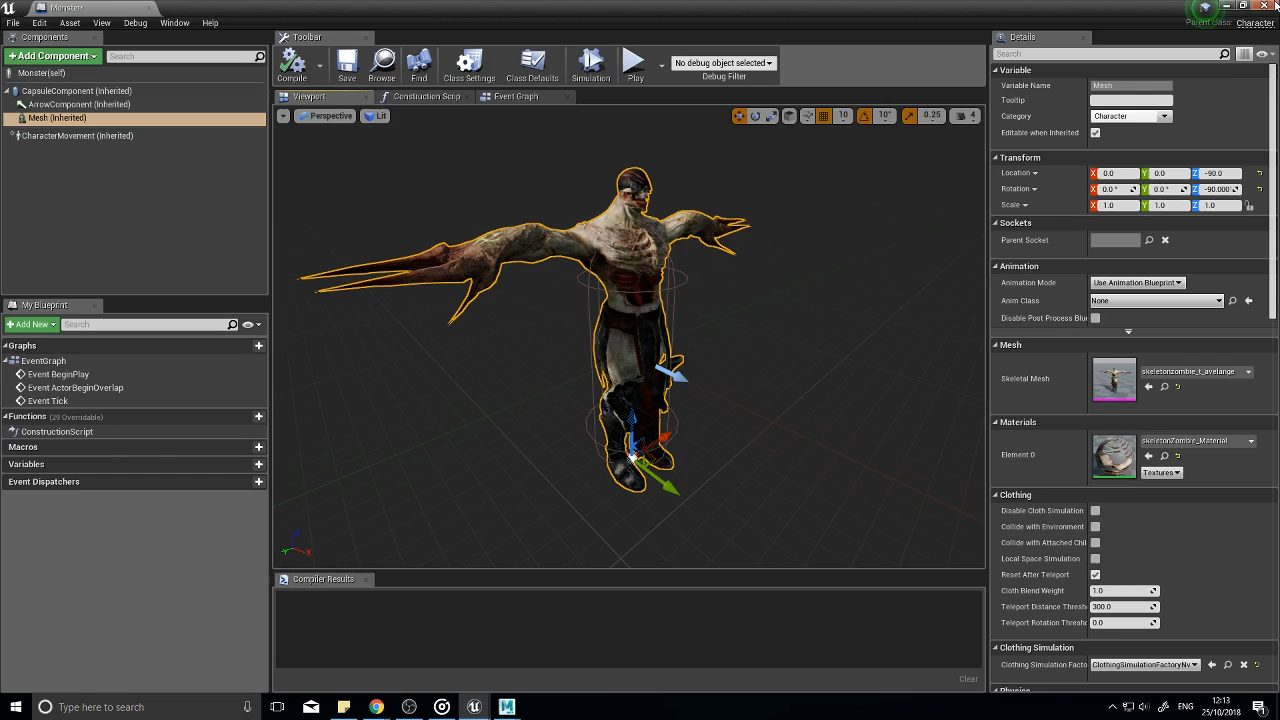 Monster*
File Edit Asset View Debug Window Help
Parent class: Character
Components
+ Add Component
Search
Monster(self)
CapsuleComponent (Inherited)
ArrowComponent (Inherited)
Mesh (Inherited)
CharacterMovement (Inherited)
My Blueprint
+ Add New
Search
Graphs
EventGraph
Event BeginPlay
Event ActorBeginOverlap
Event Tick
Functions (29 Overridable)
ConstructionScript
Macros
Variables
Event Dispatchers
Toolbar
Compile Save Browse Find Class Settings Class Defaults Simulation Play
No debug object selected
Debug Filter
Viewport Construction Scrip Event Graph
Perspective Lit
10 10° 0.25 4
Compiler Results
Clear
Details
Search
Variable
Variable Name Mesh
Tooltip
Category Character
Editable when Inherited
Transform
Location X 0.0 Y 0.0 Z -90.0
Rotation X 0.0 ° Y 0.0 ° Z -90.000°
Scale X 1.0 Y 1.0 Z 1.0
Sockets
Parent Socket
Animation
Animation Mode Use Animation Blueprint
Anim Class None
Disable Post Process Blu
Mesh
Skeletal Mesh skeletonzombie_t_avelange
Materials
Element 0 skeletonZombie_Material
Textures
Clothing
Disable Cloth Simulation
Collide with Environment
Collide with Attached Chil
Local Space Simulation
Reset After Teleport
Cloth Blend Weight 1.0
Teleport Distance Thresh 300.0
Teleport Rotation Thresh 0.0
Clothing Simulation
Clothing Simulation Facto ClothingSimulationFactoryNv
Physics
Type here to search
ENG
12:13
25/10/2018